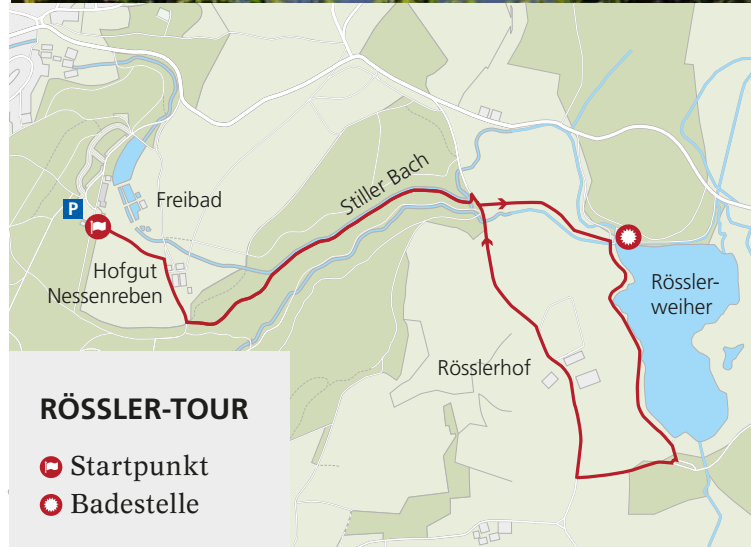 Stiller Bach
Freibad
P
Hofgut
Nessenreben
Rössler-
weiher
Rösslerhof
RÖSSLER-TOUR
Startpunkt
Badestelle